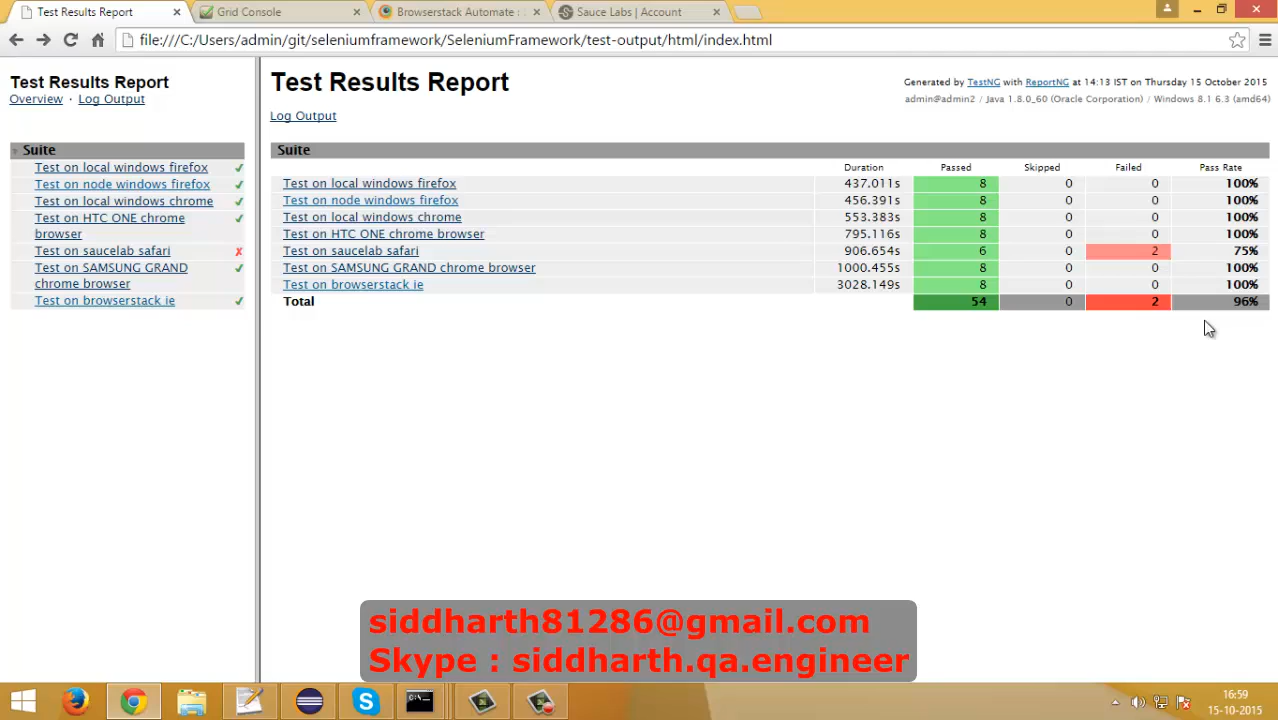 Test Results Report
Grid Console
Browserstack Automate :
Sauce Labs | Account
file:///C:/Users/admin/git/seleniumframework/SeleniumFramework/test-output/html/index.html
Test Results Report
Overview · Log Output
Suite
Test on local windows firefox
Test on node windows firefox
Test on local windows chrome
Test on HTC ONE chrome
browser
Test on saucelab safari
Test on SAMSUNG GRAND
chrome browser
Test on browserstack ie
Test Results Report
Generated by TestNG with ReportNG at 14:13 IST on Thursday 15 October 2015
admin@admin2 / Java 1.8.0_60 (Oracle Corporation) / Windows 8.1 6.3 (amd64)
Log Output
Suite
Duration Passed Skipped Failed Pass Rate
Test on local windows firefox 437.011s 8 0 0 100%
Test on node windows firefox 456.391s 8 0 0 100%
Test on local windows chrome 553.383s 8 0 0 100%
Test on HTC ONE chrome browser 795.116s 8 0 0 100%
Test on saucelab safari 906.654s 6 0 2 75%
Test on SAMSUNG GRAND chrome browser 1000.455s 8 0 0 100%
Test on browserstack ie 3028.149s 8 0 0 100%
Total 54 0 2 96%
siddharth81286@gmail.com
Skype : siddharth.qa.engineer
16:59
15-10-2015